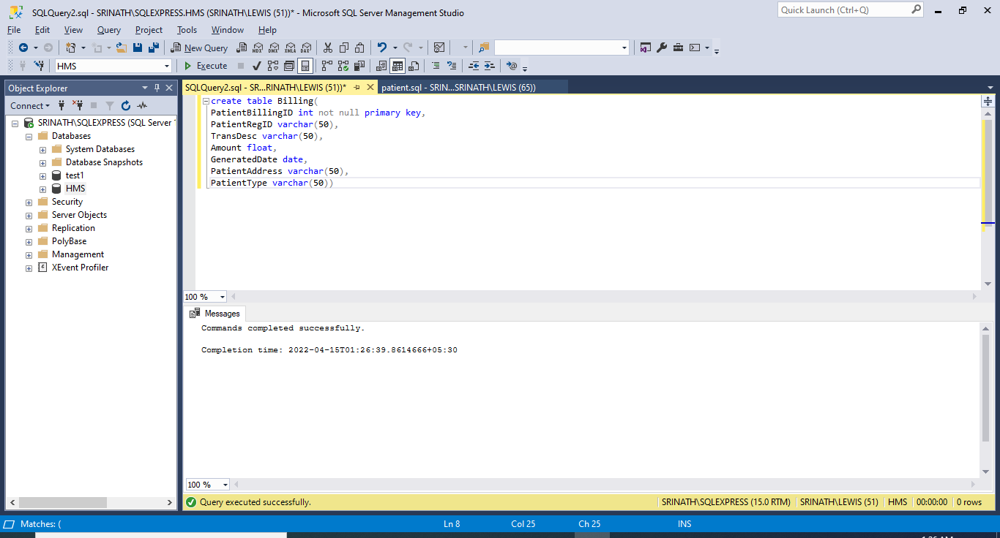 SQLQuery2.sql - SRINATH\SQLEXPRESS.HMS (SRINATH\LEWIS (51))* - Microsoft SQL Server Management Studio
Quick Launch (Ctrl+Q)
File Edit View Query Project Tools Window Help
New Query MDX DMX XMLA DAX
HMS Execute
Object Explorer
SQLQuery2.sql - SR...RINATH\LEWIS (51))* patient.sql - SRIN...SRINATH\LEWIS (65))
Connect
SRINATH\SQLEXPRESS (SQL Server
Databases
System Databases
Database Snapshots
test1
HMS
Security
Server Objects
Replication
PolyBase
Management
XEvent Profiler
create table Billing(
PatientBillingID int not null primary key,
PatientRegID varchar(50),
TransDesc varchar(50),
Amount float,
GeneratedDate date,
PatientAddress varchar(50),
PatientType varchar(50))
100 %
Messages
Commands completed successfully.
Completion time: 2022-04-15T01:26:39.8614666+05:30
100 %
Query executed successfully. SRINATH\SQLEXPRESS (15.0 RTM) SRINATH\LEWIS (51) HMS 00:00:00 0 rows
Matches: ( Ln 8 Col 25 Ch 25 INS